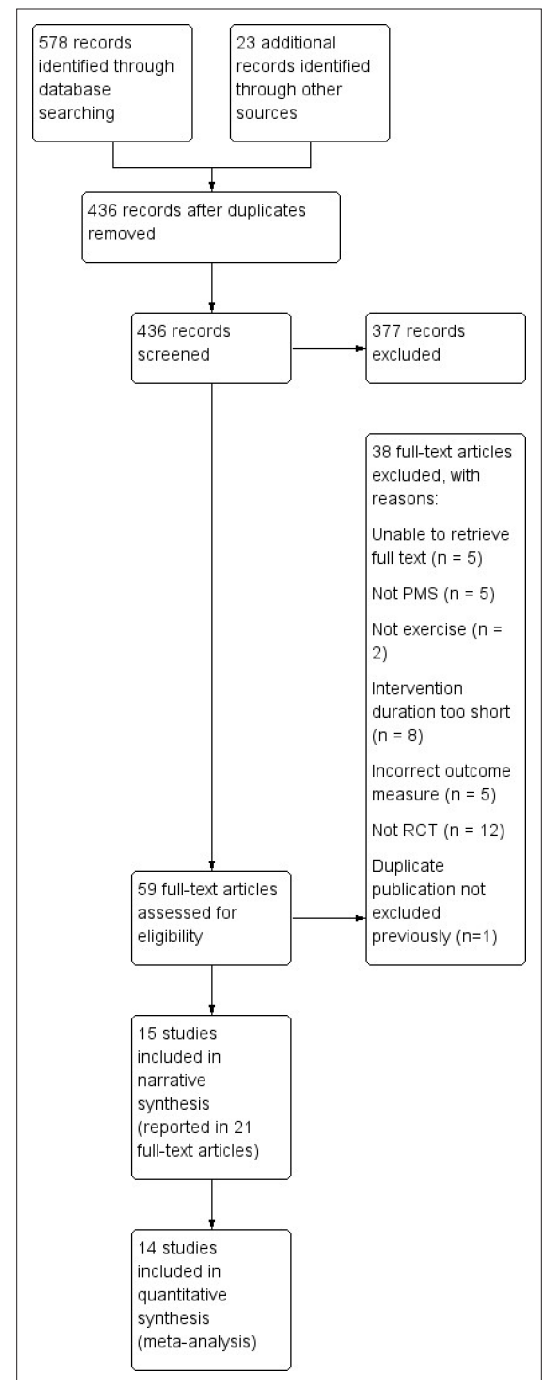 578 records
identified through
database
searching
23 additional
records identified
through other
sources
436 records after duplicates
removed
436 records
screened
377 records
excluded
38 full-text articles
excluded, with
reasons:
Unable to retrieve
full text (n = 5)
Not PMS (n = 5)
Not exercise (n =
2)
Intervention
duration too short
(n = 8)
Incorrect outcome
measure (n = 5)
Not RCT (n = 12)
Duplicate
publication not
excluded
previously (n=1)
59 full-text articles
assessed for
eligibility
15 studies
included in
narrative
synthesis
(reported in 21
full-text articles)
14 studies
included in
quantitative
synthesis
(meta-analysis)